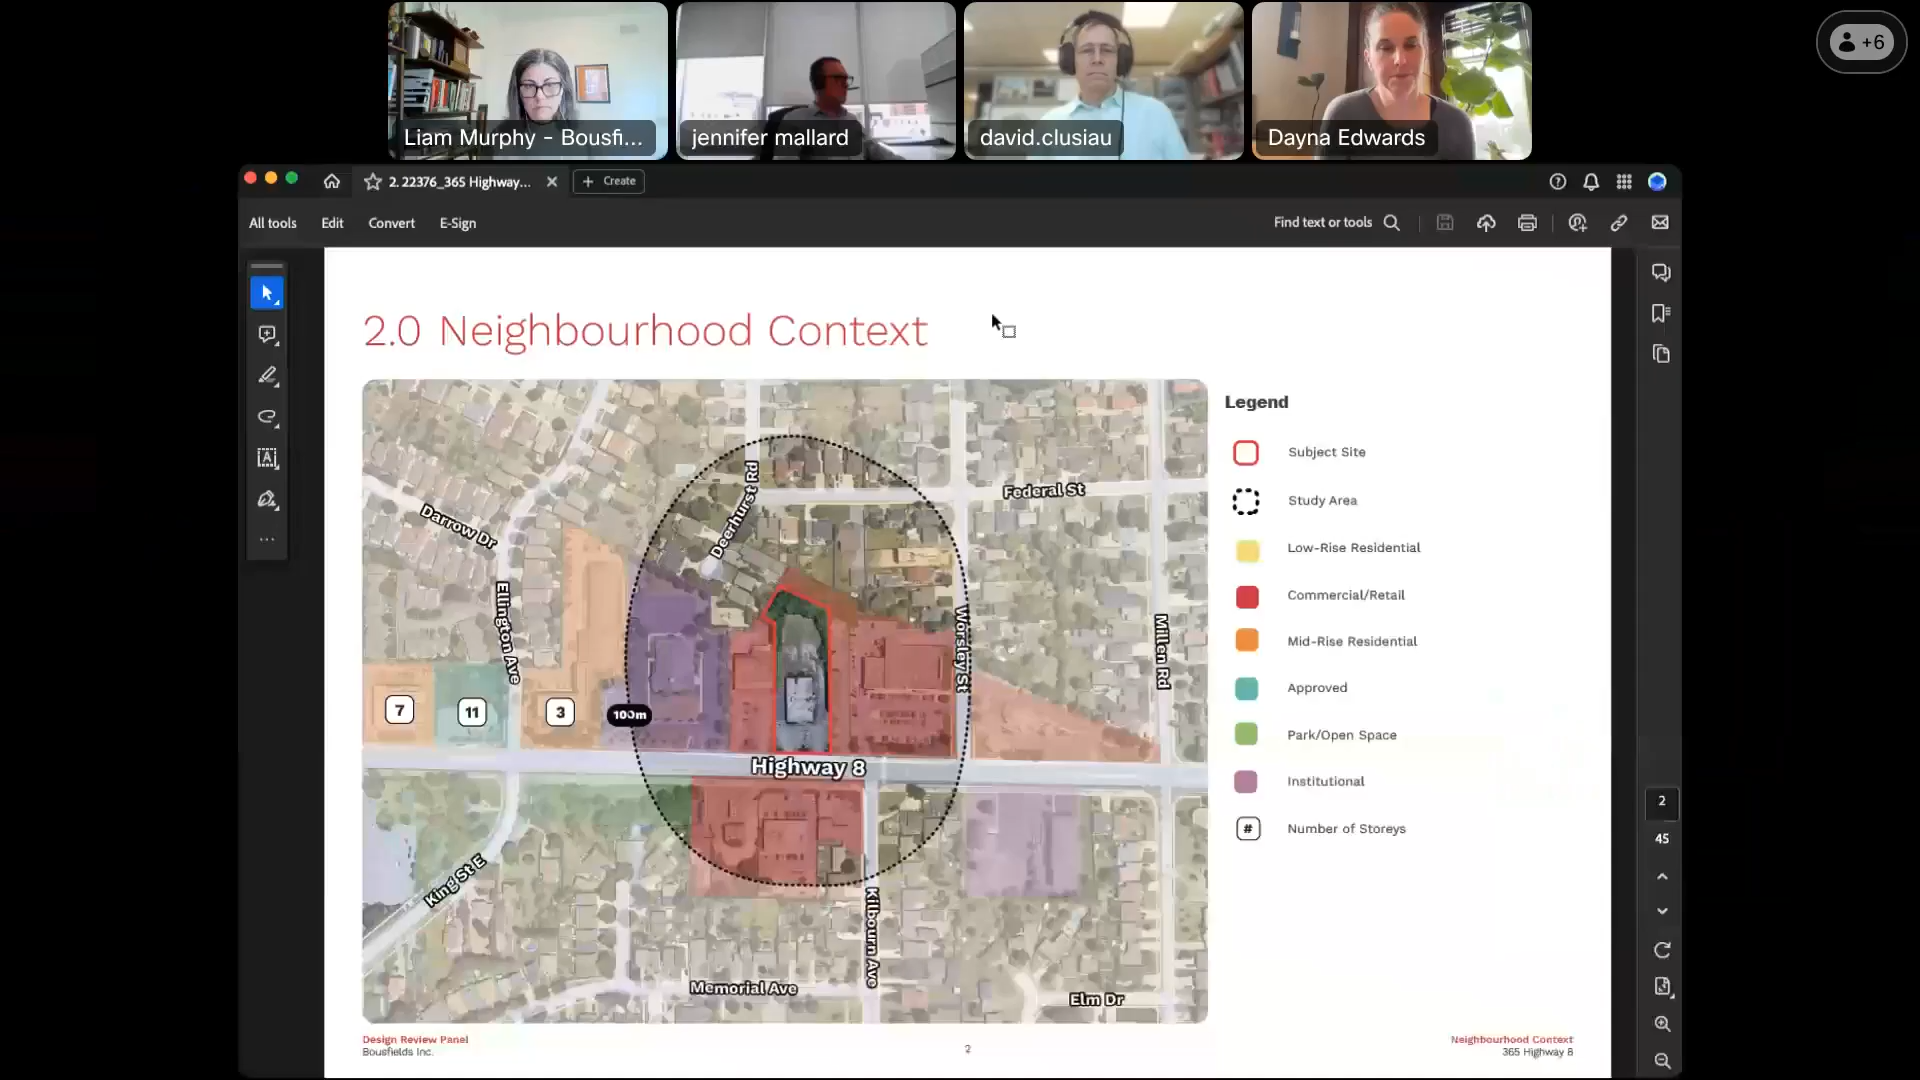 +6
Liam Murphy - Bousfi...
jennifer mallard
david.clusiau
Dayna Edwards
2. 22376_365 Highway...
Create
All tools
Edit
Convert
E-Sign
Find text or tools
2.0 Neighbourhood Context
Legend
Subject Site
Study Area
Low-Rise Residential
Commercial/Retail
Mid-Rise Residential
Approved
Park/Open Space
Institutional
#
Number of Storeys
Federal St
Deerhurst Rd
Darrow Dr
Ellington Ave
Worsley St
Millen Rd
7
11
3
100m
Highway 8
King St E
Kilbourn Ave
Memorial Ave
Elm Dr
2
45
Design Review Panel
Bousfields Inc.
2
Neighbourhood Context
365 Highway 8